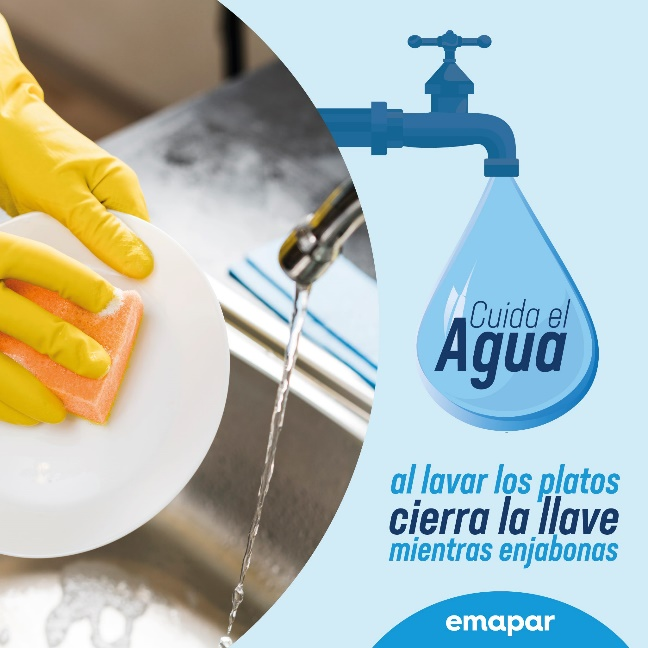 Cuida el
Agua
al lavar los platos
cierra la llave
mientras enjabonas
emapar